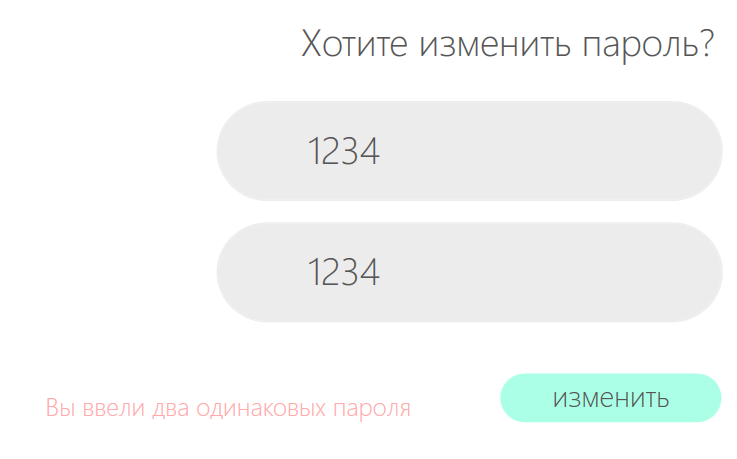 Хотите изменить пароль?
1234
1234
Вы ввели два одинаковых пароля
изменить